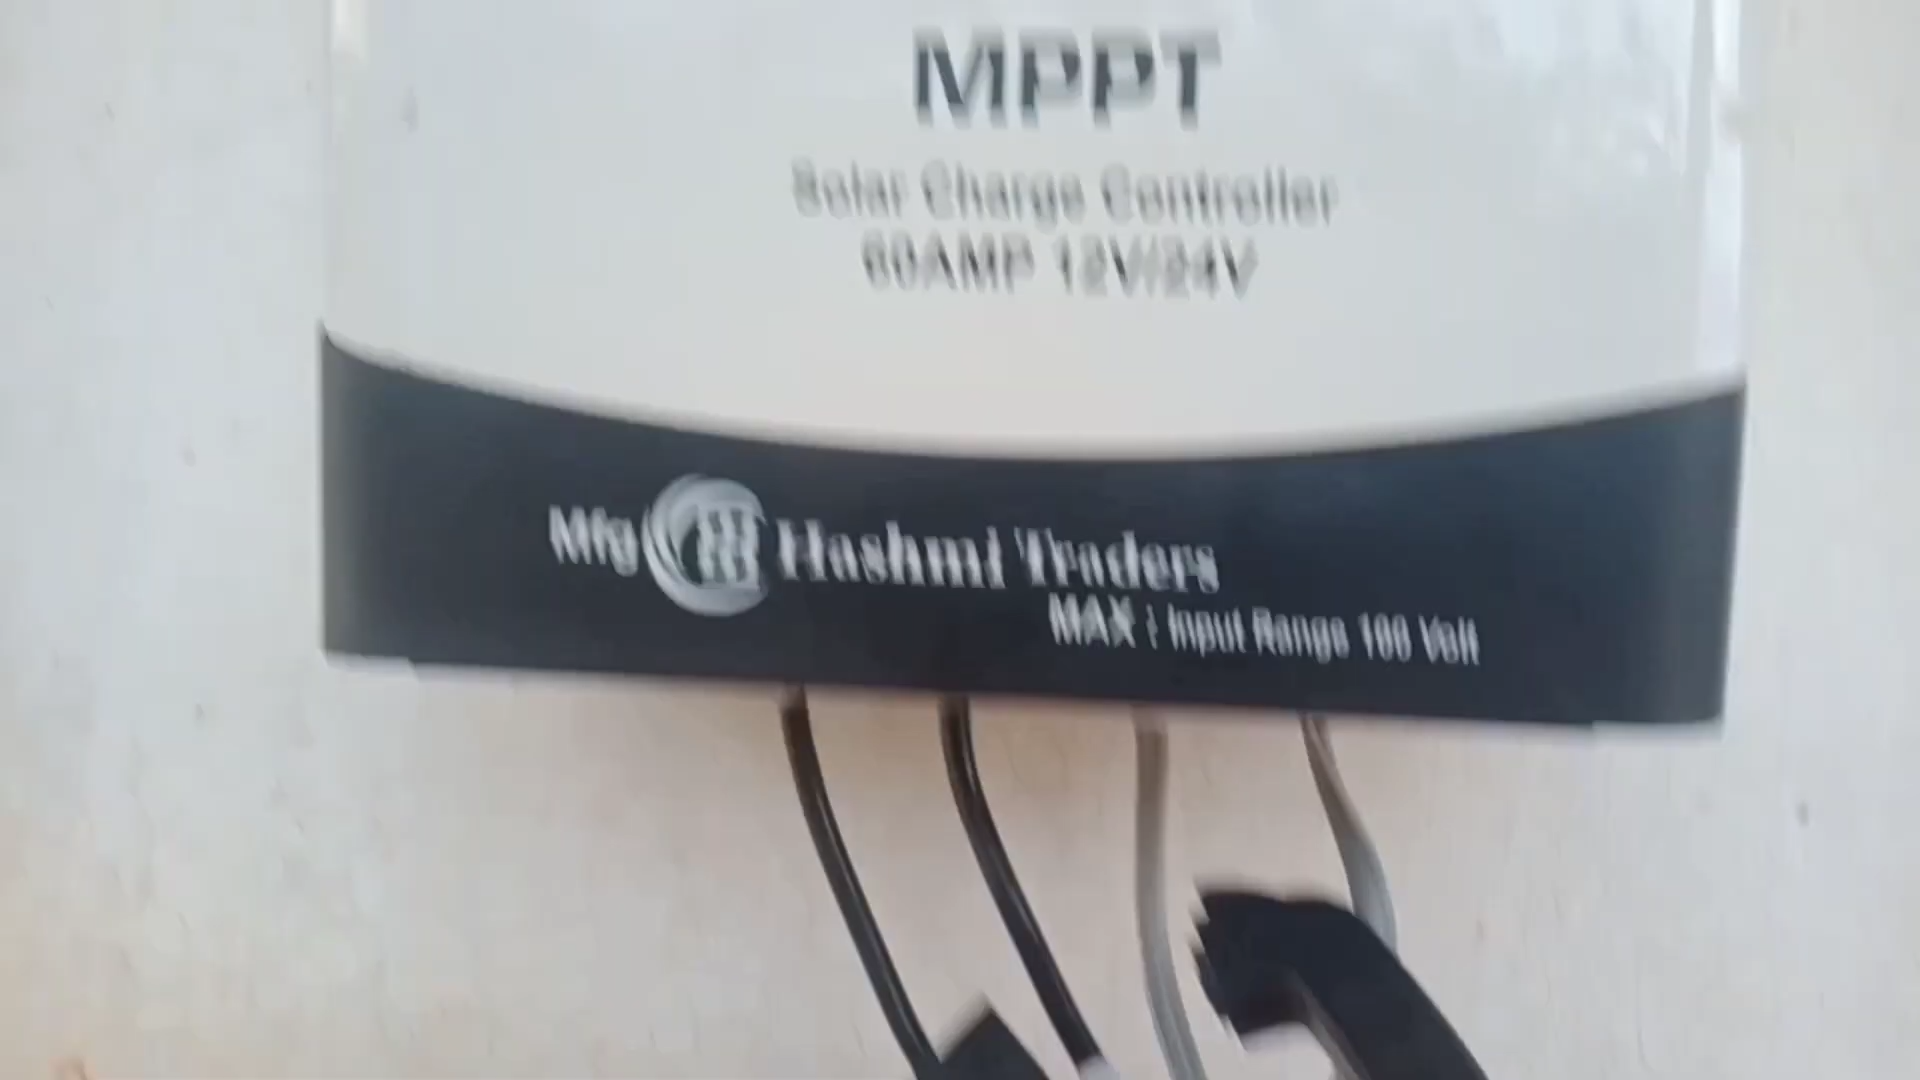 MPPT
Solar Charge Controller
60AMP 12V/24V
Mfg Hashmi Traders
MAX : Input Range 100 Volt